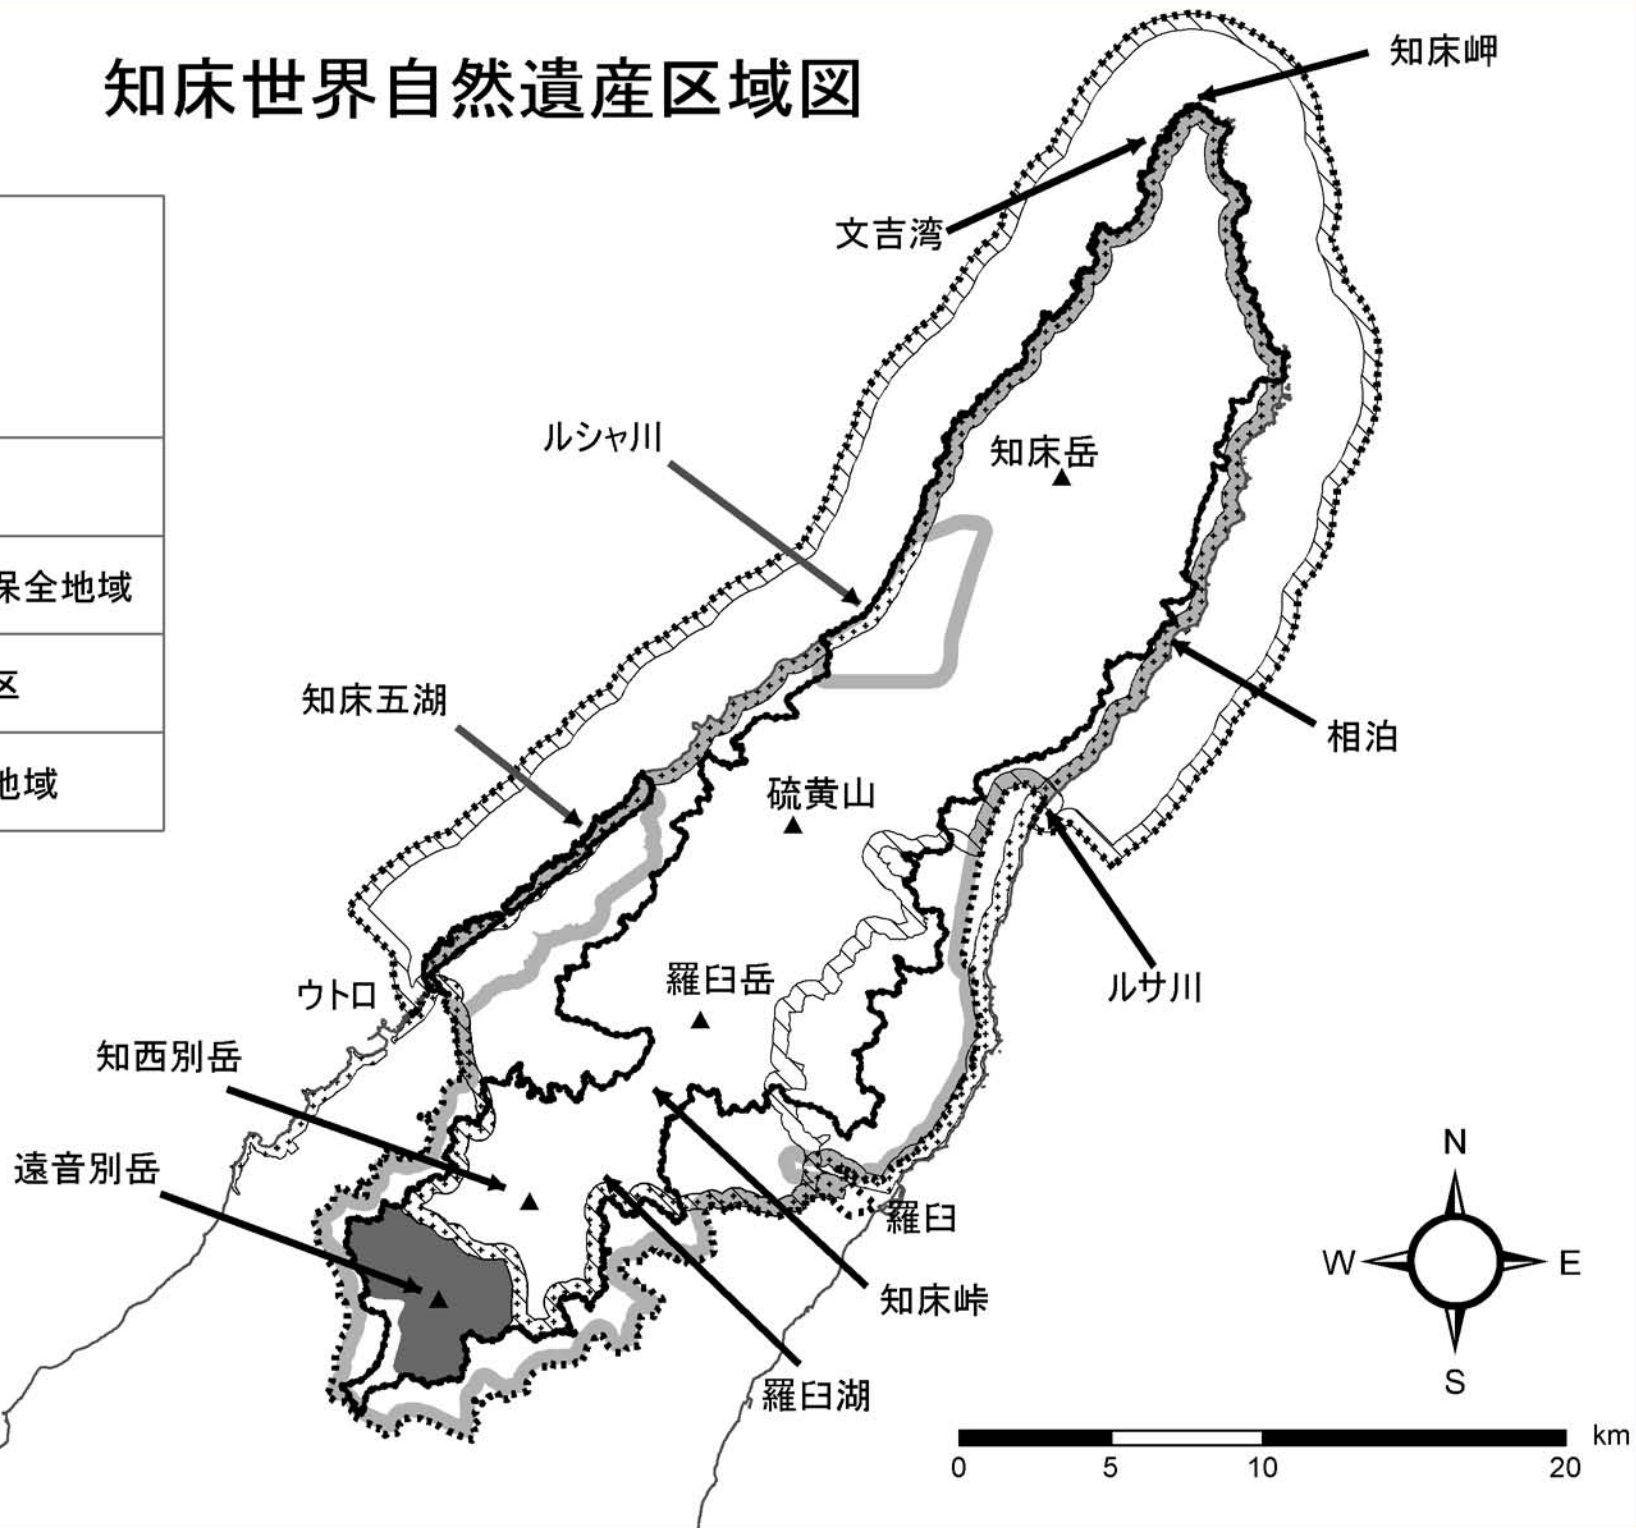 知床世界自然遺産区域図
知床岬
文吉湾
ルシャ川
知床岳
保全地域
区
地域
知床五湖
相泊
硫黄山
ウトロ
羅臼岳
ルサ川
知西別岳
遠音別岳
羅臼
知床峠
羅臼湖
N
W
E
S
km
0
5
10
20